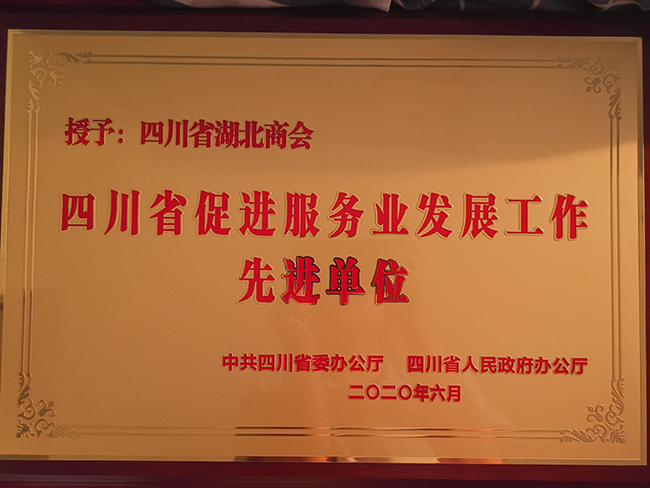 授予：四川省湖北商会
四川省促进服务业发展工作
先进单位
中共四川省委办公厅 四川省人民政府办公厅
二〇二〇年六月